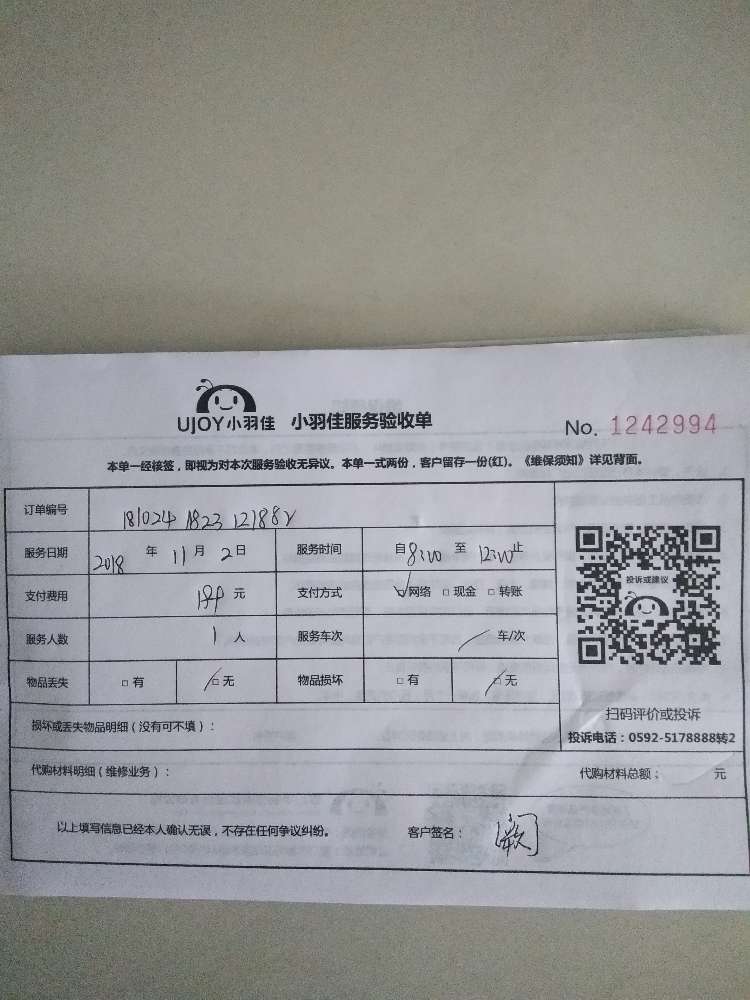 UJOY小羽佳 小羽佳服务验收单 No. 1242994
本单一经核签，即视为对本次服务验收无异议。本单一式两份，客户留存一份(红)。《维保须知》详见背面。
订单编号 181024 1823 121882
服务日期 2018 年 11 月 2 日 服务时间 自 8:00 至 12:00 止
支付费用 元 支付方式 □网络 □现金 □转账
服务人数 1 人 服务车次 车/次
物品丢失 □有 □无 物品损坏 □有 □无
投诉或建议
扫码评价或投诉
投诉电话：0592-5178888转2
损坏或丢失物品明细（没有可不填）：
代购材料明细（维修业务）： 代购材料总额： 元
以上填写信息已经本人确认无误，不存在任何争议纠纷。 客户签名：